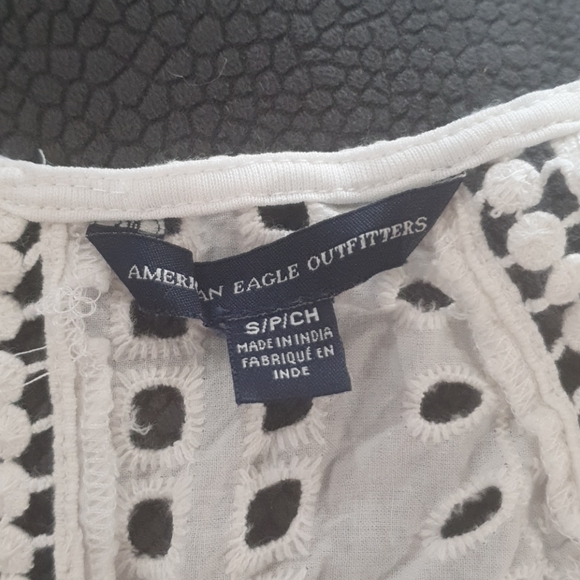 AMERICAN EAGLE OUTFITTERS
S/P/CH
MADE IN INDIA
FABRIQUÉ EN
INDE